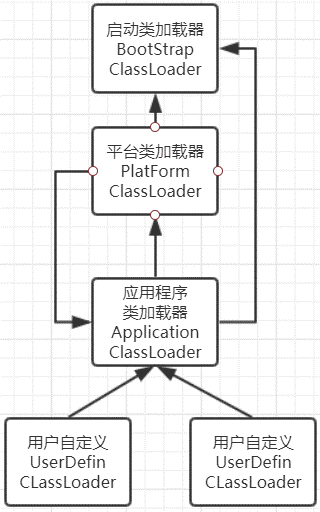 启动类加载器
BootStrap
ClassLoader
平台类加载器
PlatForm
ClassLoader
应用程序
类加载器
Application
ClassLoader
用户自定义
UserDefin
CLassLoader
用户自定义
UserDefin
CLassLoader